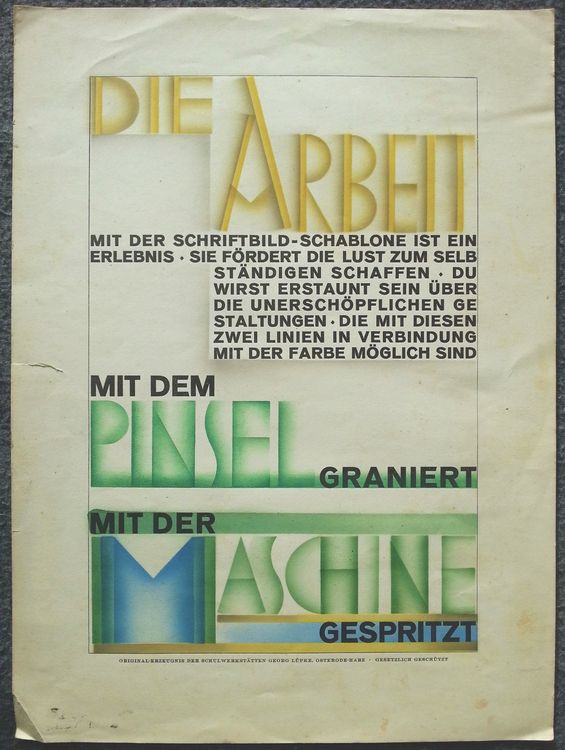 DIE
ARBEIT
MIT DER SCHRIFTBILD-SCHABLONE IST EIN
ERLEBNIS · SIE FÖRDERT DIE LUST ZUM SELB
STÄNDIGEN SCHAFFEN · DU
WIRST ERSTAUNT SEIN ÜBER
DIE UNERSCHÖPFLICHEN GE
STALTUNGEN · DIE MIT DIESEN
ZWEI LINIEN IN VERBINDUNG
MIT DER FARBE MÖGLICH SIND
MIT DEM
PINSEL
GRANIERT
MIT DER
MASCHINE
GESPRITZT
ORIGINAL-ERZEUGNIS DER SCHULWERKSTÄTTEN GEORG LÜPKE, OSTERODE-HARZ · GESETZLICH GESCHÜTZT